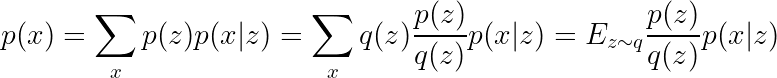 p(x) = \sum_{x} p(z)p(x|z) = \sum_{x} q(z)\frac{p(z)}{q(z)}p(x|z) = E_{z \sim q}\frac{p(z)}{q(z)}p(x|z)